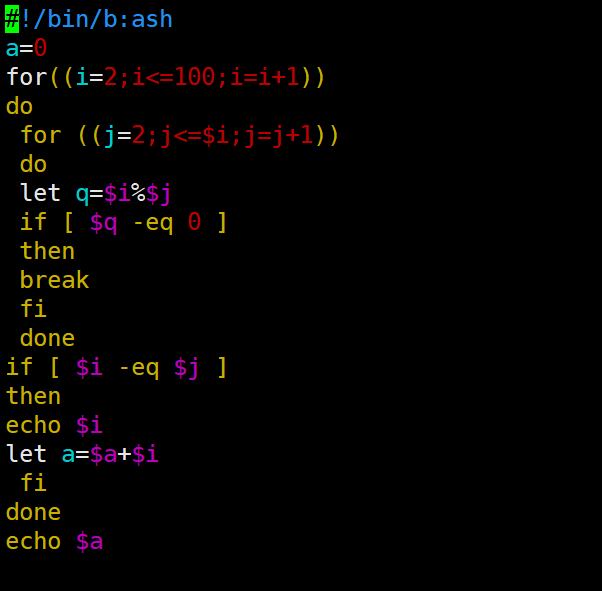 #!/bin/b:ash
a=0
for((i=2;i<=100;i=i+1))
do
 for ((j=2;j<=$i;j=j+1))
 do
 let q=$i%$j
 if [ $q -eq 0 ]
 then
 break
 fi
 done
if [ $i -eq $j ]
then
echo $i
let a=$a+$i
 fi
done
echo $a